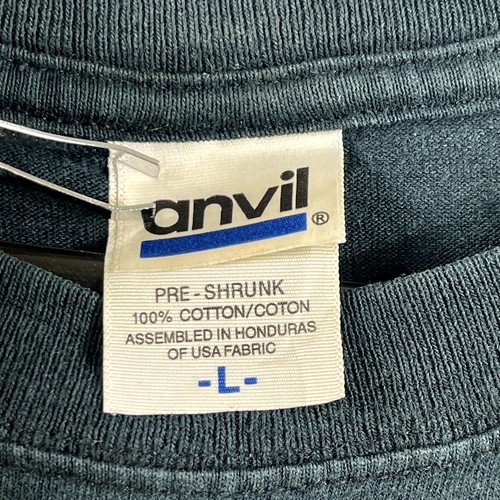 anvil®
PRE-SHRUNK
100% COTTON/COTON
ASSEMBLED IN HONDURAS
OF USA FABRIC
-L-